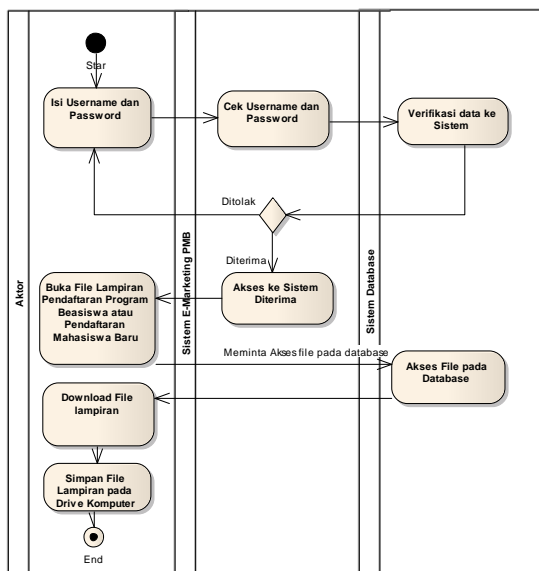 Star
Isi Username dan
Password
Cek Username dan
Password
Verifikasi data ke
Sistem
Ditolak
Diterima
Akses ke Sistem
Diterima
Buka File Lampiran
Pendaftaran Program
Beasiswa atau
Pendaftaran
Mahasiswa Baru
Aktor
Sistem E-Marketing PMB
Sistem Database
Meminta Akses file pada database
Akses File pada
Database
Download File
lampiran
Simpan File
Lampiran pada
Drive Komputer
End